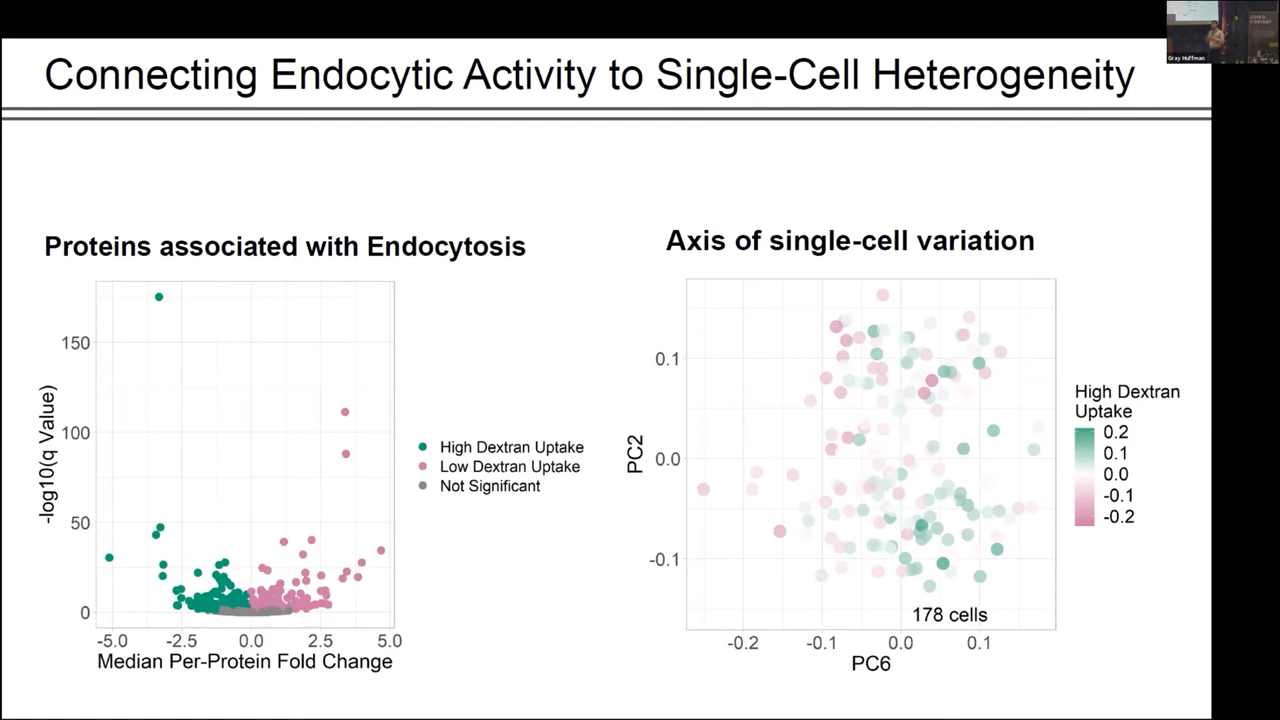 Connecting Endocytic Activity to Single-Cell Heterogeneity
Gray Huffman
Proteins associated with Endocytosis
-log10(q Value)
150
100
50
0
-5.0 -2.5 0.0 2.5 5.0
Median Per-Protein Fold Change
High Dextran Uptake
Low Dextran Uptake
Not Significant
Axis of single-cell variation
PC2
0.1
0.0
-0.1
178 cells
-0.2 -0.1 0.0 0.1
PC6
High Dextran
Uptake
0.2
0.1
0.0
-0.1
-0.2